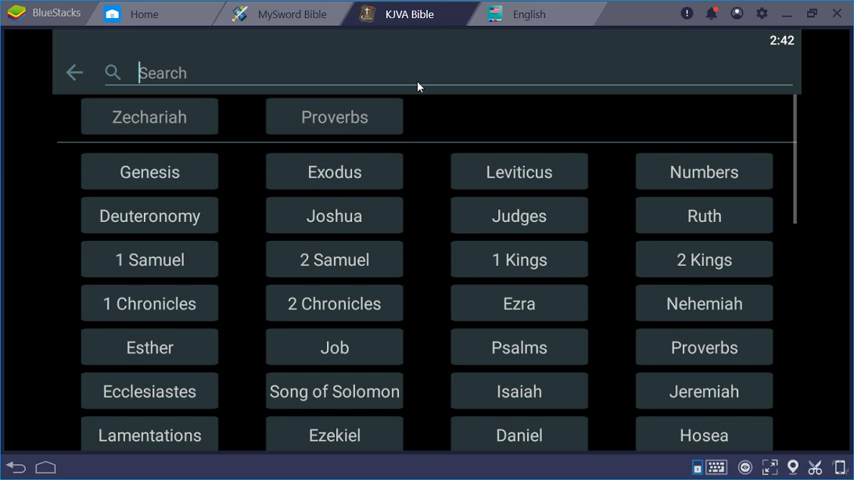 BlueStacks Home MySword Bible KJVA Bible English
2:42
Search
Zechariah Proverbs
Genesis Exodus Leviticus Numbers
Deuteronomy Joshua Judges Ruth
1 Samuel 2 Samuel 1 Kings 2 Kings
1 Chronicles 2 Chronicles Ezra Nehemiah
Esther Job Psalms Proverbs
Ecclesiastes Song of Solomon Isaiah Jeremiah
Lamentations Ezekiel Daniel Hosea